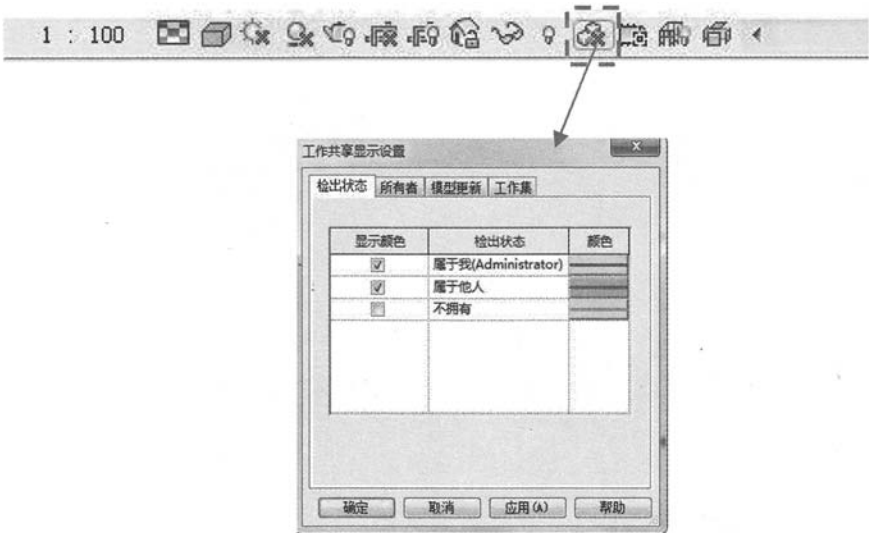 1 : 100
工作共享显示设置
x
检出状态 所有者 模型更新 工作集
显示颜色 检出状态 颜色
属于我(Administrator)
属于他人
不拥有
确定 取消 应用(A) 帮助